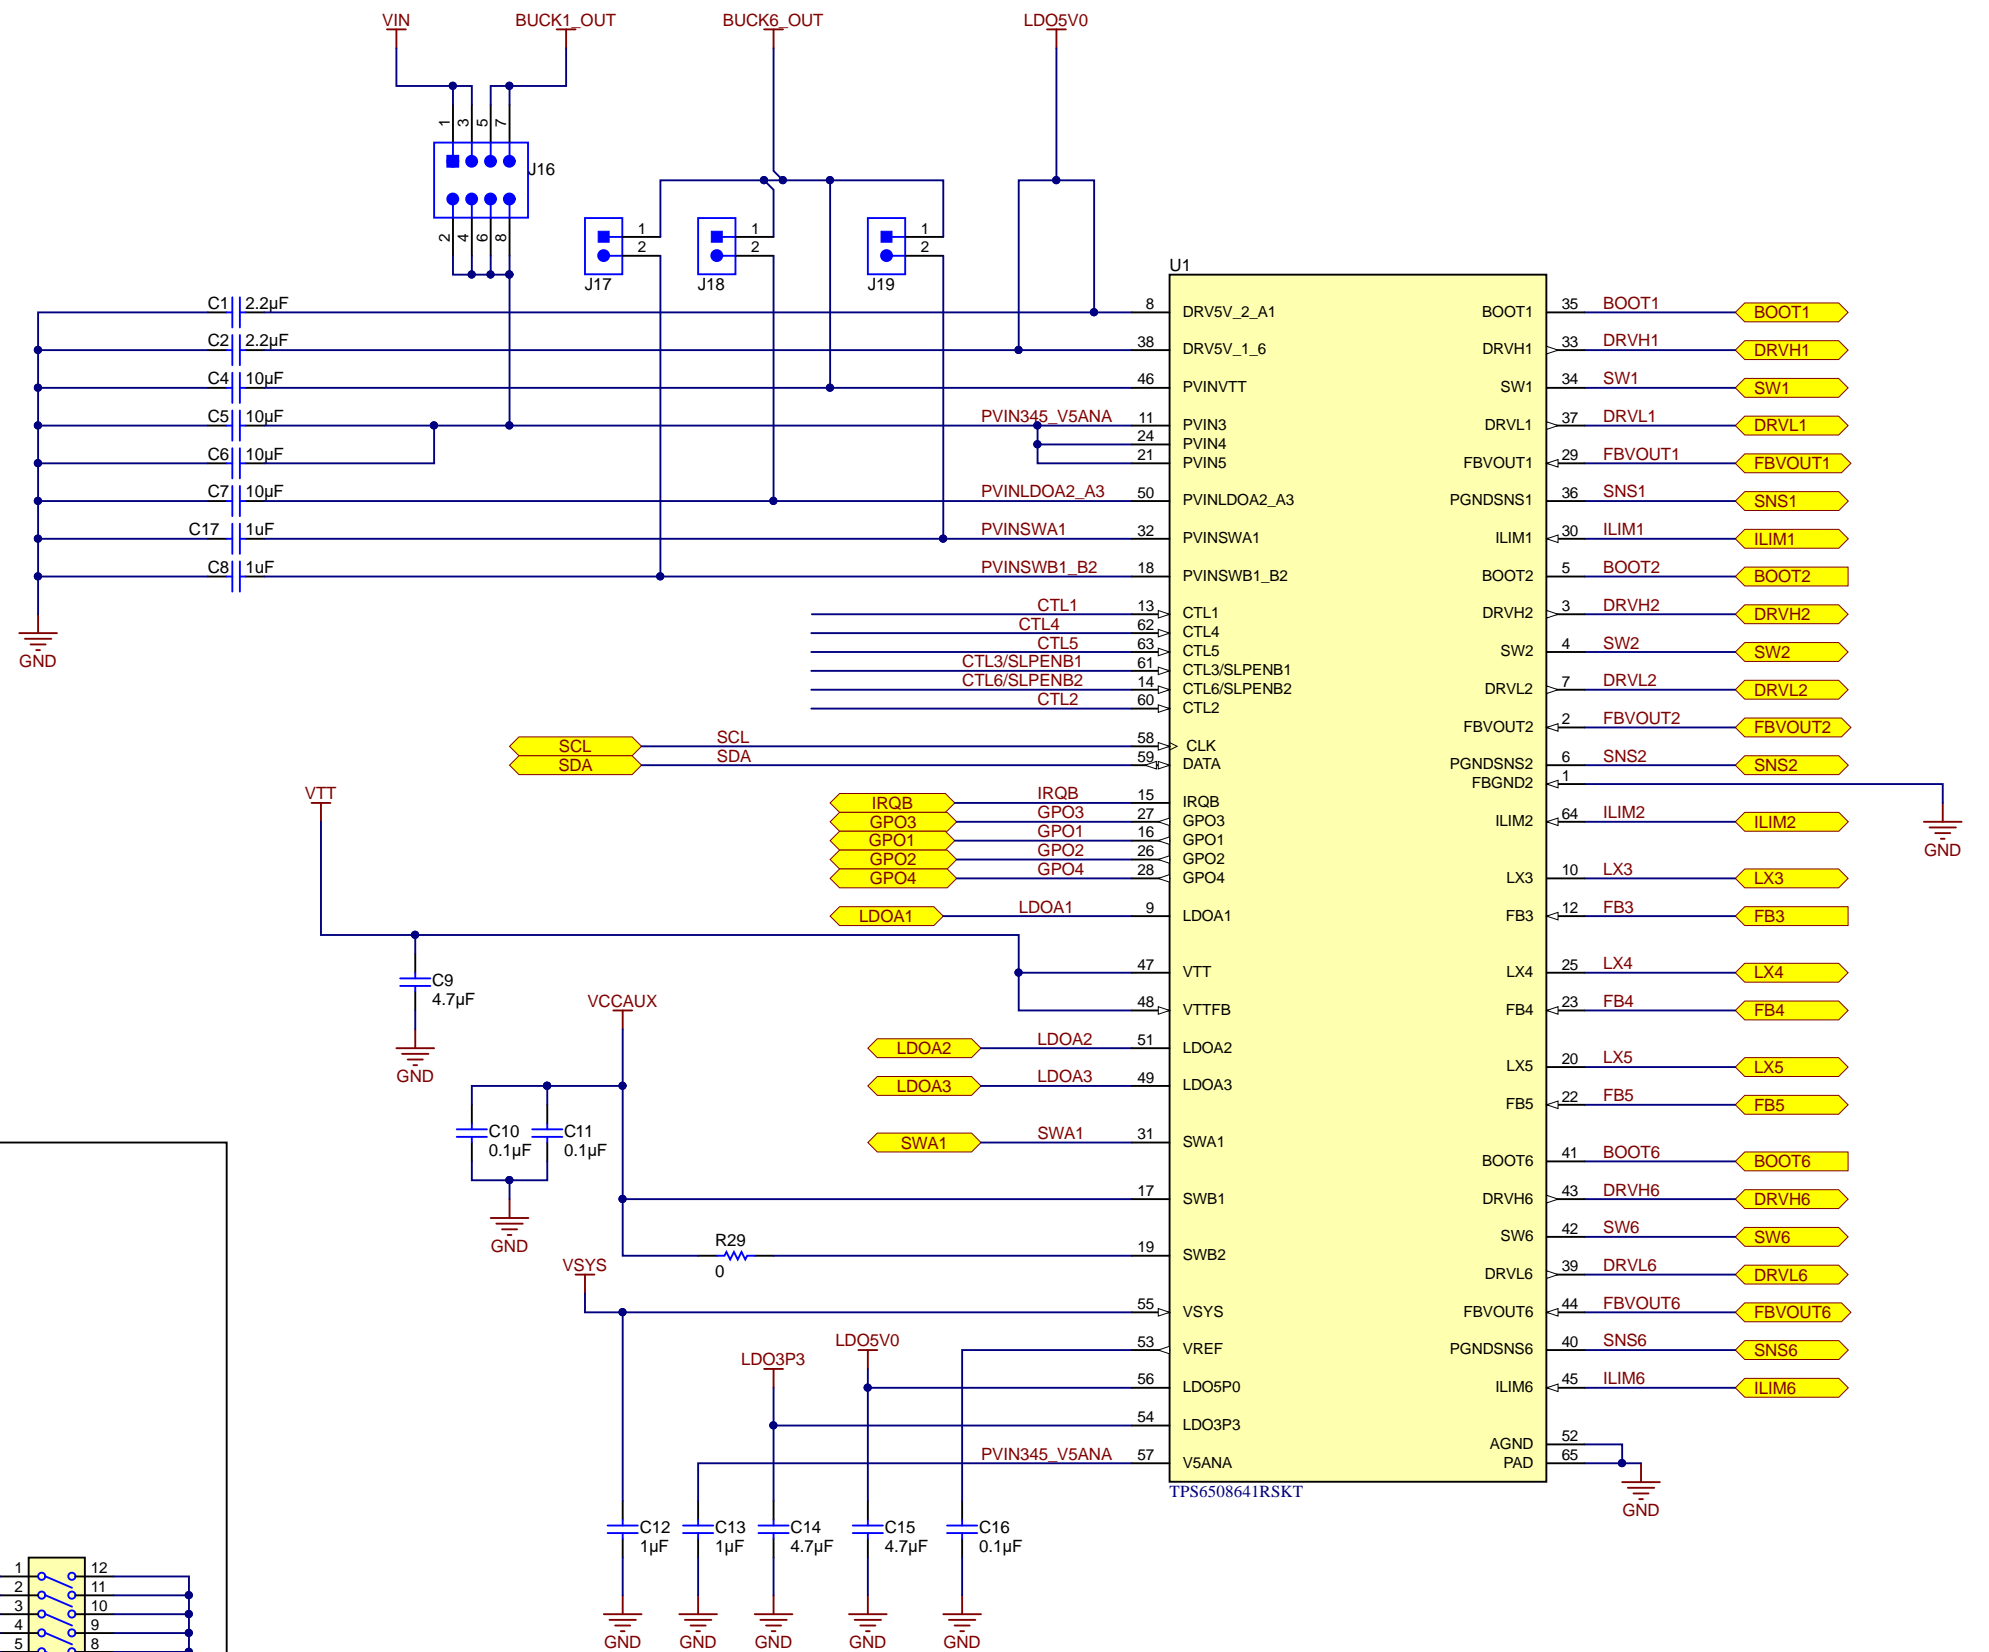 VIN
BUCK1_OUT
BUCK6_OUT
LDO5V0
1
3
5
7
J16
2
4
6
8
1
2
J17
1
2
J18
1
2
J19
C1 2.2µF
C2 2.2µF
C4 10µF
C5 10µF
C6 10µF
C7 10µF
C17 1uF
C8 1uF
GND
U1
8 DRV5V_2_A1
38 DRV5V_1_6
46 PVINVTT
PVIN345_V5ANA 11 PVIN3
24 PVIN4
21 PVIN5
PVINLDOA2_A3 50 PVINLDOA2_A3
PVINSWA1 32 PVINSWA1
PVINSWB1_B2 18 PVINSWB1_B2
CTL1 13 CTL1
CTL4 62 CTL4
CTL5 63 CTL5
CTL3/SLPENB1 61 CTL3/SLPENB1
CTL6/SLPENB2 14 CTL6/SLPENB2
CTL2 60 CTL2
SCL SCL 58 CLK
SDA SDA 59 DATA
IRQB IRQB 15 IRQB
GPO3 GPO3 27 GPO3
GPO1 GPO1 16 GPO1
GPO2 GPO2 26 GPO2
GPO4 GPO4 28 GPO4
LDOA1 LDOA1 9 LDOA1
VTT
47 VTT
48 VTTFB
C9
4.7µF
GND
VCCAUX
LDOA2 LDOA2 51 LDOA2
LDOA3 LDOA3 49 LDOA3
C10
0.1µF
C11
0.1µF
GND
SWA1 SWA1 31 SWA1
17 SWB1
R29
0
19 SWB2
VSYS
55 VSYS
53 VREF
LDO5V0
56 LDO5P0
LDO3P3
54 LDO3P3
PVIN345_V5ANA 57 V5ANA
BOOT1 35 BOOT1 BOOT1
DRVH1 33 DRVH1 DRVH1
SW1 34 SW1 SW1
DRVL1 37 DRVL1 DRVL1
FBVOUT1 29 FBVOUT1 FBVOUT1
PGNDSNS1 36 SNS1 SNS1
ILIM1 30 ILIM1 ILIM1
BOOT2 5 BOOT2 BOOT2
DRVH2 3 DRVH2 DRVH2
SW2 4 SW2 SW2
DRVL2 7 DRVL2 DRVL2
FBVOUT2 2 FBVOUT2 FBVOUT2
PGNDSNS2 6 SNS2 SNS2
FBGND2 1
GND
ILIM2 64 ILIM2 ILIM2
LX3 10 LX3 LX3
FB3 12 FB3 FB3
LX4 25 LX4 LX4
FB4 23 FB4 FB4
LX5 20 LX5 LX5
FB5 22 FB5 FB5
BOOT6 41 BOOT6 BOOT6
DRVH6 43 DRVH6 DRVH6
SW6 42 SW6 SW6
DRVL6 39 DRVL6 DRVL6
FBVOUT6 44 FBVOUT6 FBVOUT6
PGNDSNS6 40 SNS6 SNS6
ILIM6 45 ILIM6 ILIM6
AGND 52
PAD 65
GND
TPS6508641RSKT
C12
1µF
C13
1µF
C14
4.7µF
C15
4.7µF
C16
0.1µF
GND
GND
GND
GND
GND
1 12
2 11
3 10
4 9
5 8